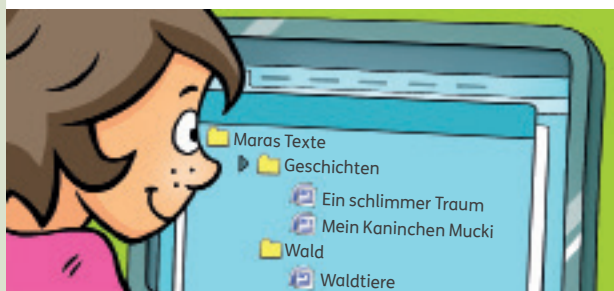 Maras Texte
Geschichten
Ein schlimmer Traum
Mein Kaninchen Mucki
Wald
Waldtiere